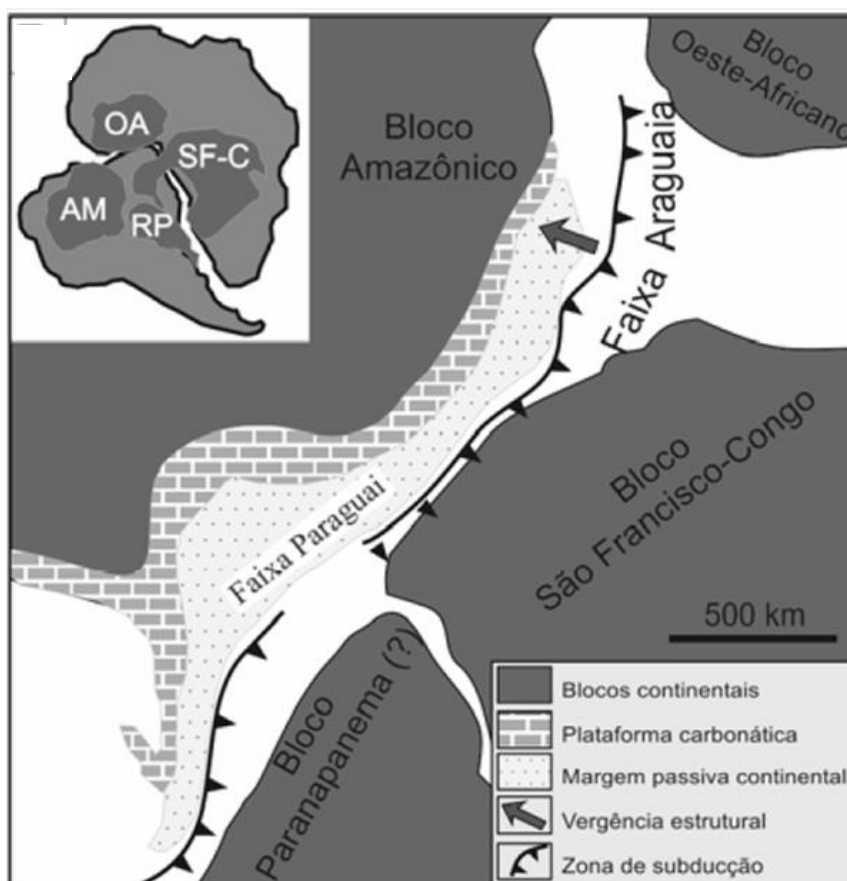 OA
SF-C
AM
RP
Bloco
Amazônico
Bloco
Oeste-Africano
Faixa Araguaia
Faixa Paraguai
Bloco
São Francisco-Congo
500 km
Bloco
Paranapanema (?)
Blocos continentais
Plataforma carbonática
Margem passiva continental
Vergência estrutural
Zona de subducção